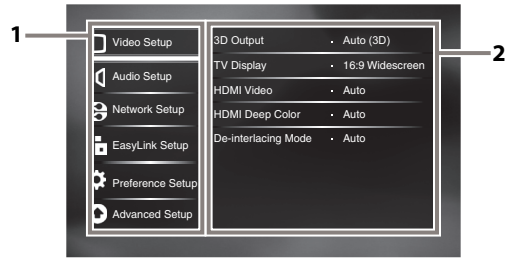 1
2
Video Setup
Audio Setup
Network Setup
EasyLink Setup
Preference Setup
Advanced Setup
3D Output · Auto (3D)
TV Display · 16:9 Widescreen
HDMI Video · Auto
HDMI Deep Color · Auto
De-interlacing Mode · Auto